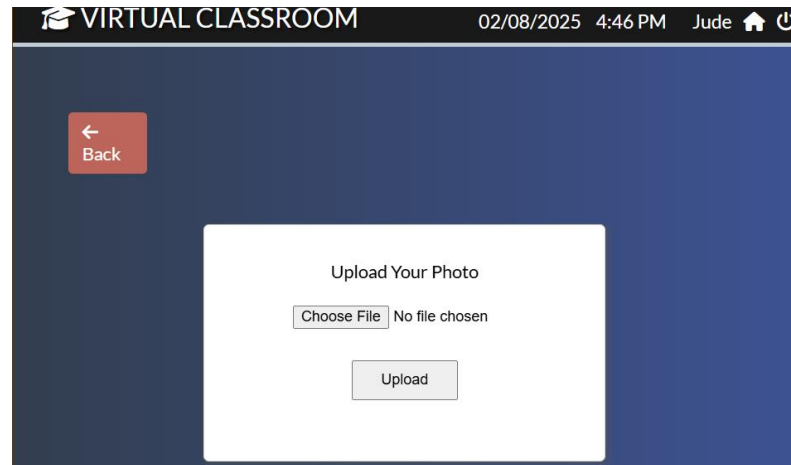 VIRTUAL CLASSROOM 02/08/2025 4:46 PM Jude
Back
Upload Your Photo
Choose File No file chosen
Upload